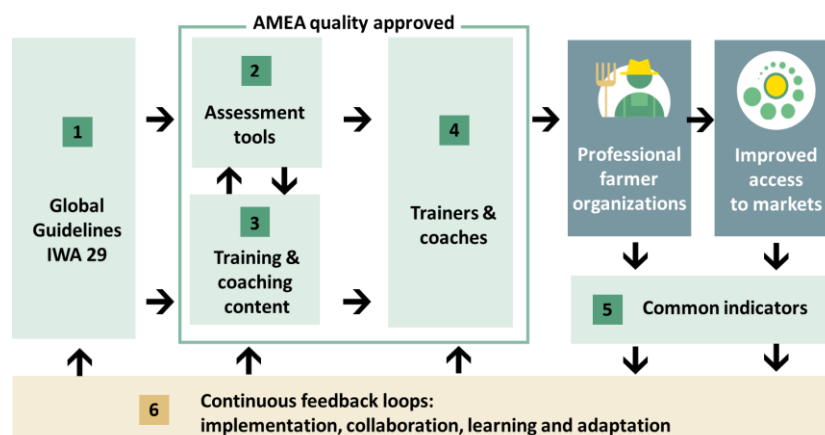 AMEA quality approved
1
Global
Guidelines
IWA 29
2
Assessment
tools
3
Training &
coaching
content
4
Trainers &
coaches
Professional
farmer
organizations
Improved
access
to markets
5
Common indicators
6
Continuous feedback loops:
implementation, collaboration, learning and adaptation